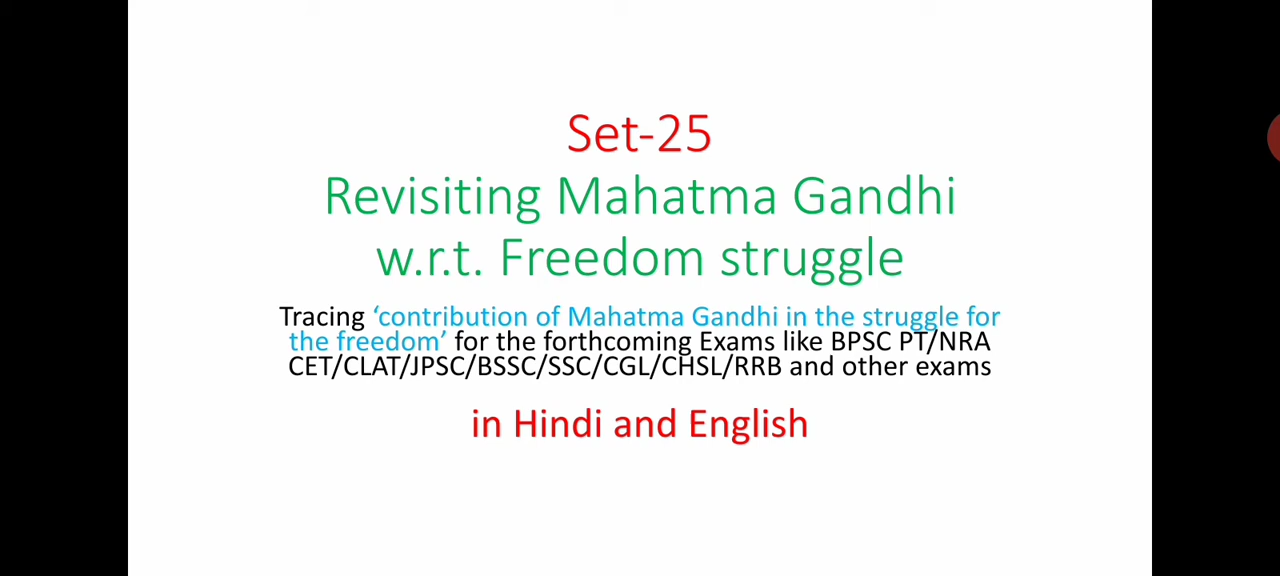 Set-25
Revisiting Mahatma Gandhi
w.r.t. Freedom struggle
Tracing ‘contribution of Mahatma Gandhi in the struggle for
the freedom’ for the forthcoming Exams like BPSC PT/NRA
CET/CLAT/JPSC/BSSC/SSC/CGL/CHSL/RRB and other exams
in Hindi and English